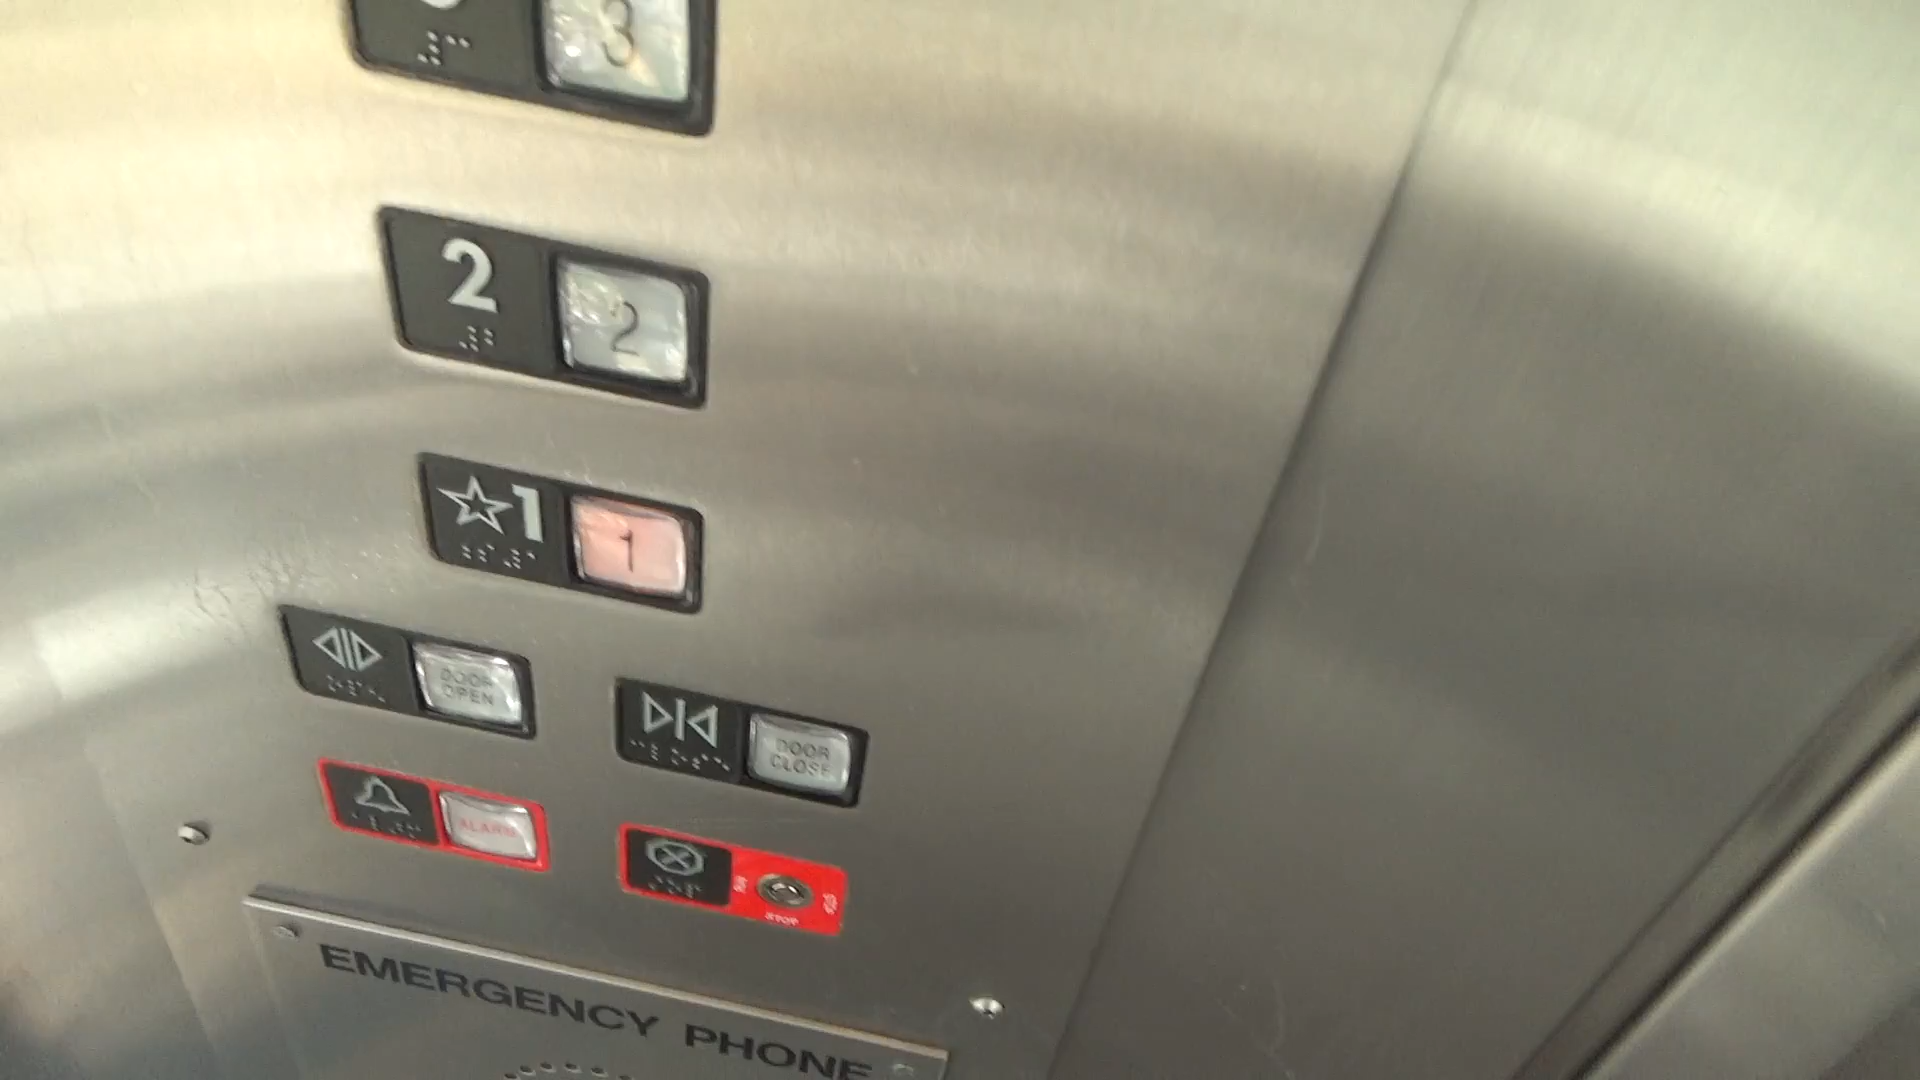 3
2 2
☆1 1
DOOR
OPEN
DOOR
CLOSE
ALARM
STOP
EMERGENCY PHONE